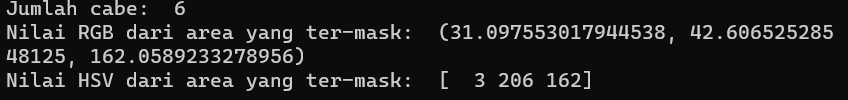 Jumlah cabe:  6
Nilai RGB dari area yang ter-mask:  (31.097553017944538, 42.606525285
48125, 162.0589233278956)
Nilai HSV dari area yang ter-mask:  [  3 206 162]